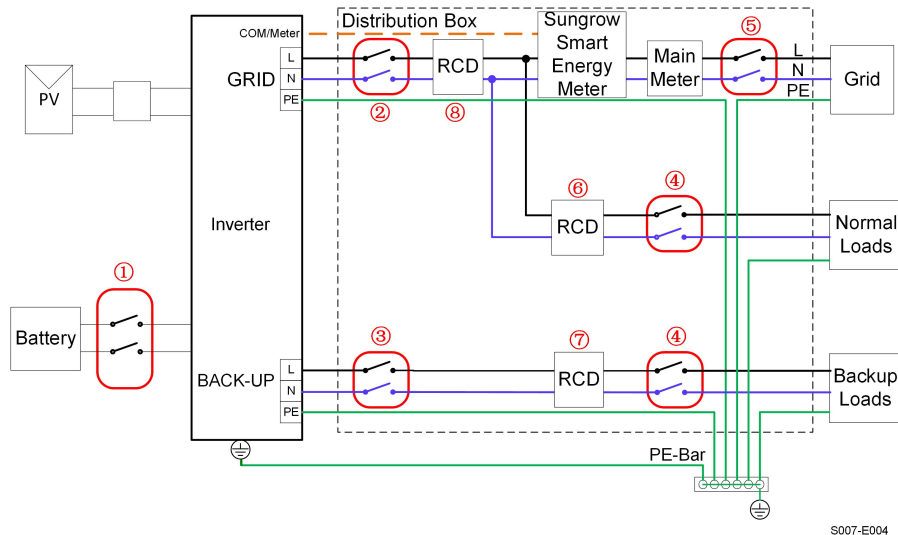 Distribution Box
COM/Meter
L
N
PE
GRID
②
RCD
⑧
Sungrow
Smart
Energy
Meter
Main
Meter
⑤
L
N
PE
Grid
PV
Inverter
⑥
RCD
④
Normal
Loads
①
Battery
③
⑦
RCD
④
Backup
Loads
L
N
PE
BACK-UP
PE-Bar
S007-E004